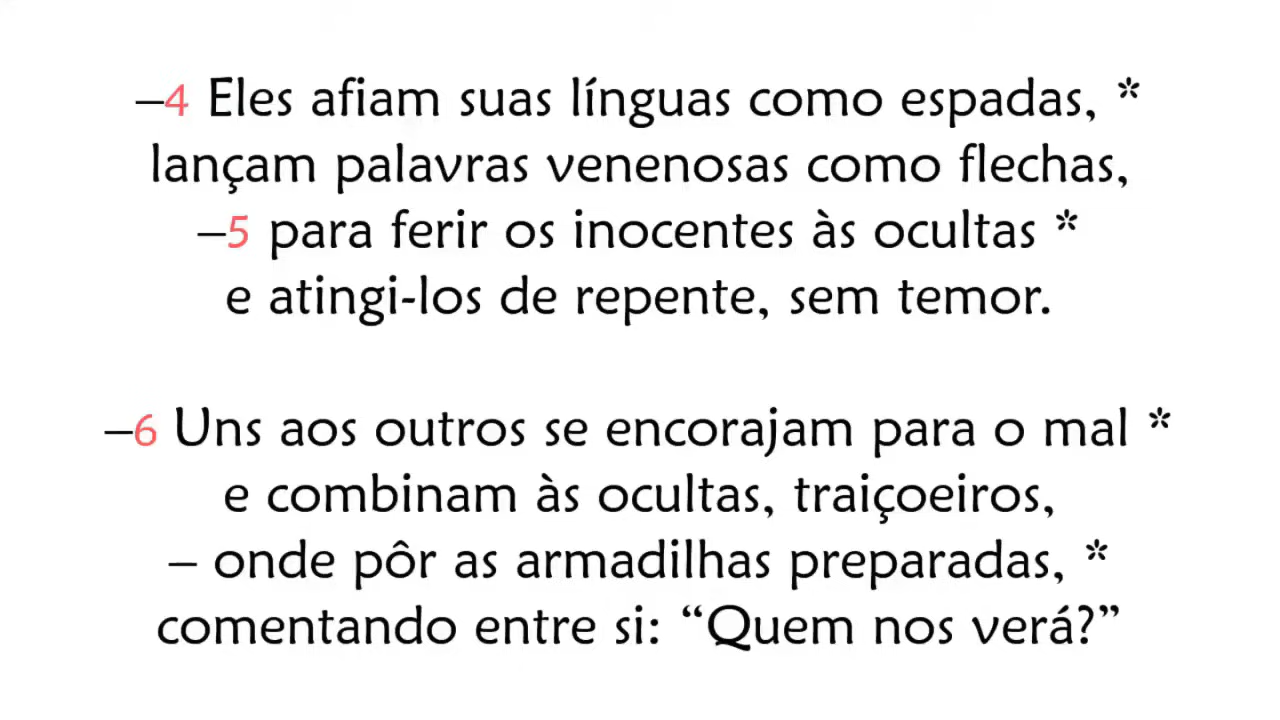 –4 Eles afiam suas línguas como espadas, *
lançam palavras venenosas como flechas,
–5 para ferir os inocentes às ocultas *
e atingi-los de repente, sem temor.
–6 Uns aos outros se encorajam para o mal *
e combinam às ocultas, traiçoeiros,
– onde pôr as armadilhas preparadas, *
comentando entre si: “Quem nos verá?”